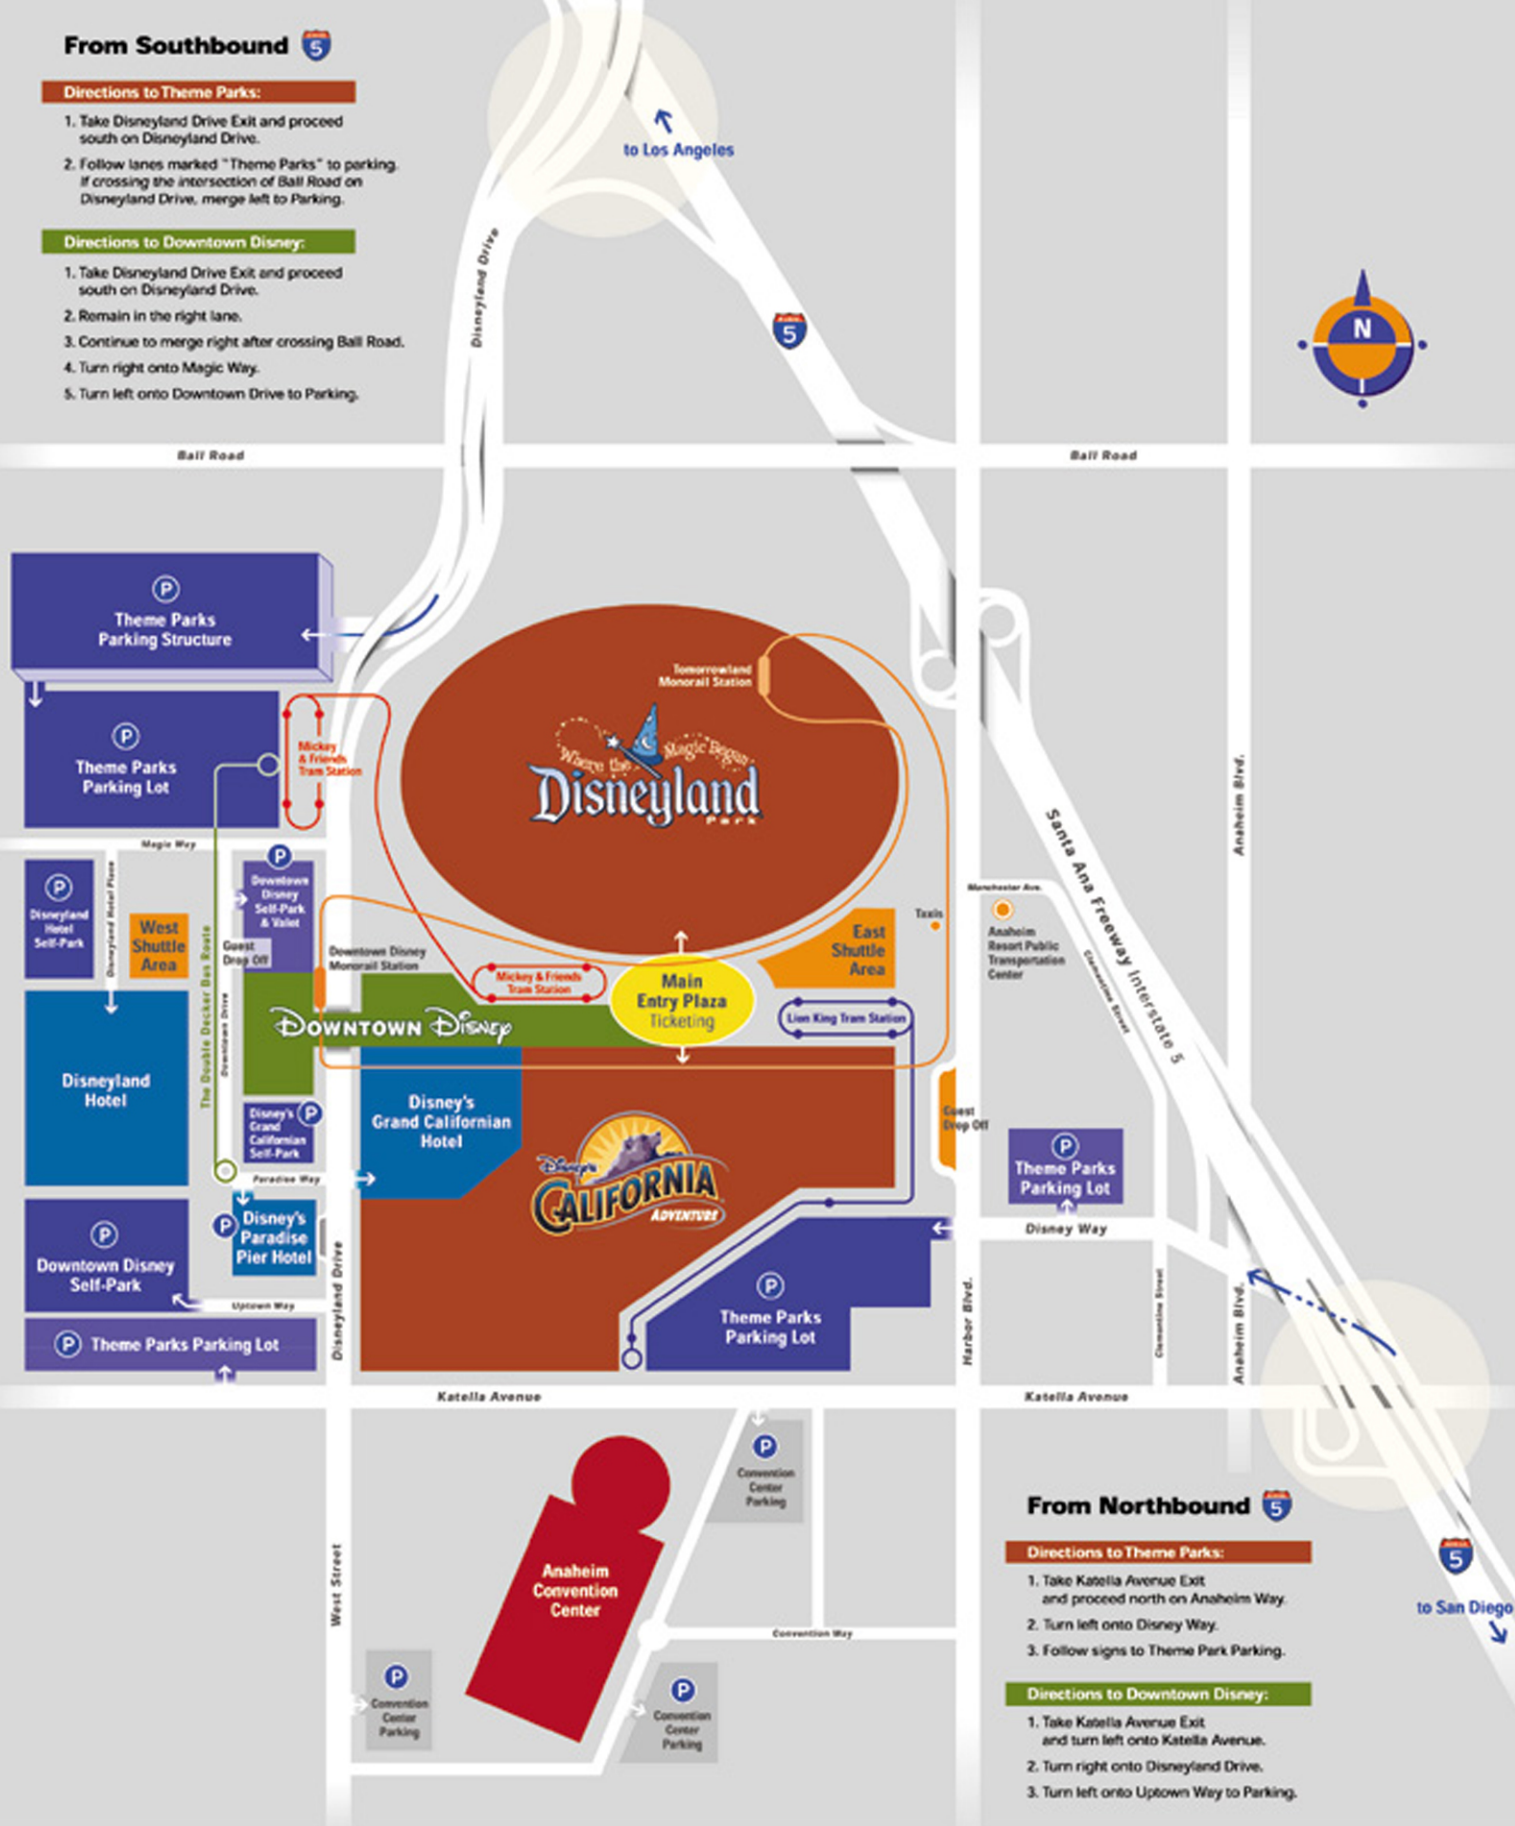 From Southbound 5
Directions to Theme Parks:
1. Take Disneyland Drive Exit and proceed
south on Disneyland Drive.
2. Follow lanes marked "Theme Parks" to parking.
If crossing the intersection of Ball Road on
Disneyland Drive, merge left to Parking.
Directions to Downtown Disney:
1. Take Disneyland Drive Exit and proceed
south on Disneyland Drive.
2. Remain in the right lane.
3. Continue to merge right after crossing Ball Road.
4. Turn right onto Magic Way.
5. Turn left onto Downtown Drive to Parking.
to Los Angeles
Disneyland Drive
5
N
Ball Road
Ball Road
P
Theme Parks
Parking Structure
Tomorrowland
Monorail Station
P
Theme Parks
Parking Lot
Mickey
& Friends
Tram Station
Where the Magic Began
Disneyland
Park
Anaheim Blvd.
Santa Ana Freeway Interstate 5
Magic Way
P
Disneyland
Hotel
Self-Park
Disneyland Hotel Place
West
Shuttle
Area
The Double Decker Bus Route
Downtown Drive
P
Downtown
Disney
Self-Park
& Valet
Guest
Drop Off
Downtown Disney
Monorail Station
Mickey & Friends
Tram Station
Main
Entry Plaza
Ticketing
East
Shuttle
Area
Taxis
Manchester Ave.
Anaheim
Resort Public
Transportation
Center
Clementine Street
Lion King Tram Station
Downtown Disney
Disneyland
Hotel
Disney's
Grand
Californian
Self-Park
P
Disney's
Grand Californian
Hotel
Disney's
California
Adventure
Guest
Drop Off
P
Theme Parks
Parking Lot
Paradise Way
P
Disney's
Paradise
Pier Hotel
Disney Way
P
Downtown Disney
Self-Park
Uptown Way
Disneyland Drive
P
Theme Parks
Parking Lot
Harbor Blvd.
Clementine Street
Anaheim Blvd.
P Theme Parks Parking Lot
Katella Avenue
Katella Avenue
P
Convention
Center
Parking
Anaheim
Convention
Center
West Street
Convention Way
P
Convention
Center
Parking
P
Convention
Center
Parking
From Northbound 5
Directions to Theme Parks:
1. Take Katella Avenue Exit
and proceed north on Anaheim Way.
2. Turn left onto Disney Way.
3. Follow signs to Theme Park Parking.
Directions to Downtown Disney:
1. Take Katella Avenue Exit
and turn left onto Katella Avenue.
2. Turn right onto Disneyland Drive.
3. Turn left onto Uptown Way to Parking.
5
to San Diego